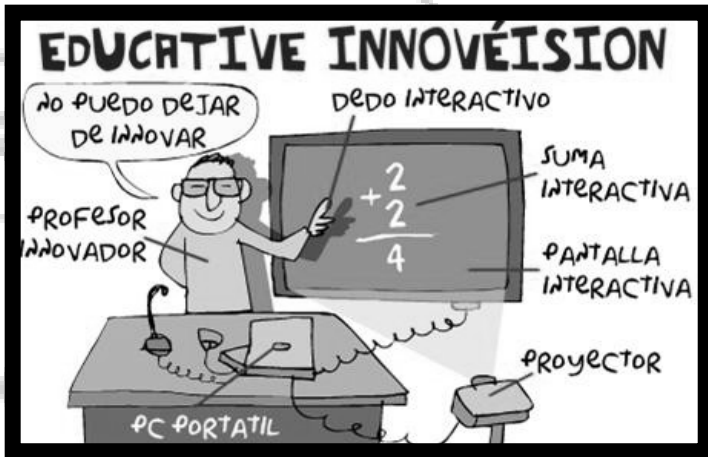 EDUCATIVE INNOVÉISION
NO PUEDO DEJAR
DE INNOVAR
DEDO INTERACTIVO
PROFESOR
INNOVADOR
2
+ 2
4
SUMA
INTERACTIVA
PANTALLA
INTERACTIVA
PROYECTOR
PC PORTATIL